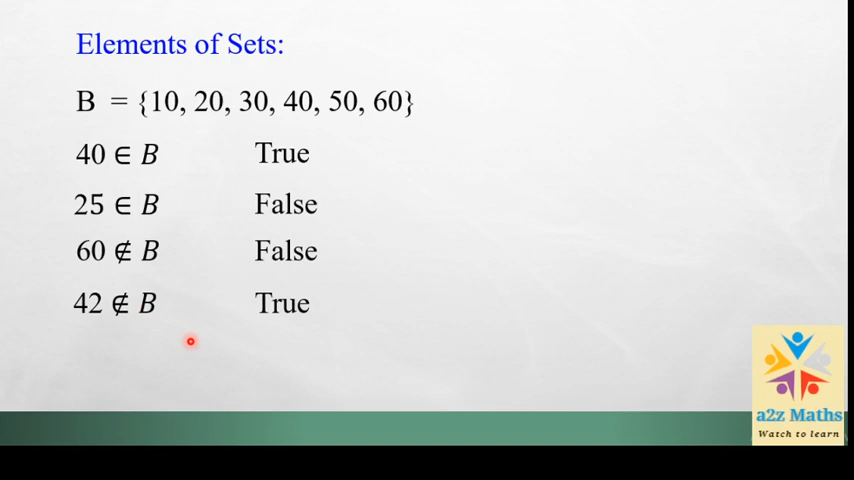 Elements of Sets:
B = {10, 20, 30, 40, 50, 60}
40 ∈ B True
25 ∈ B False
60 ∉ B False
42 ∉ B True
a2z Maths
Watch to learn